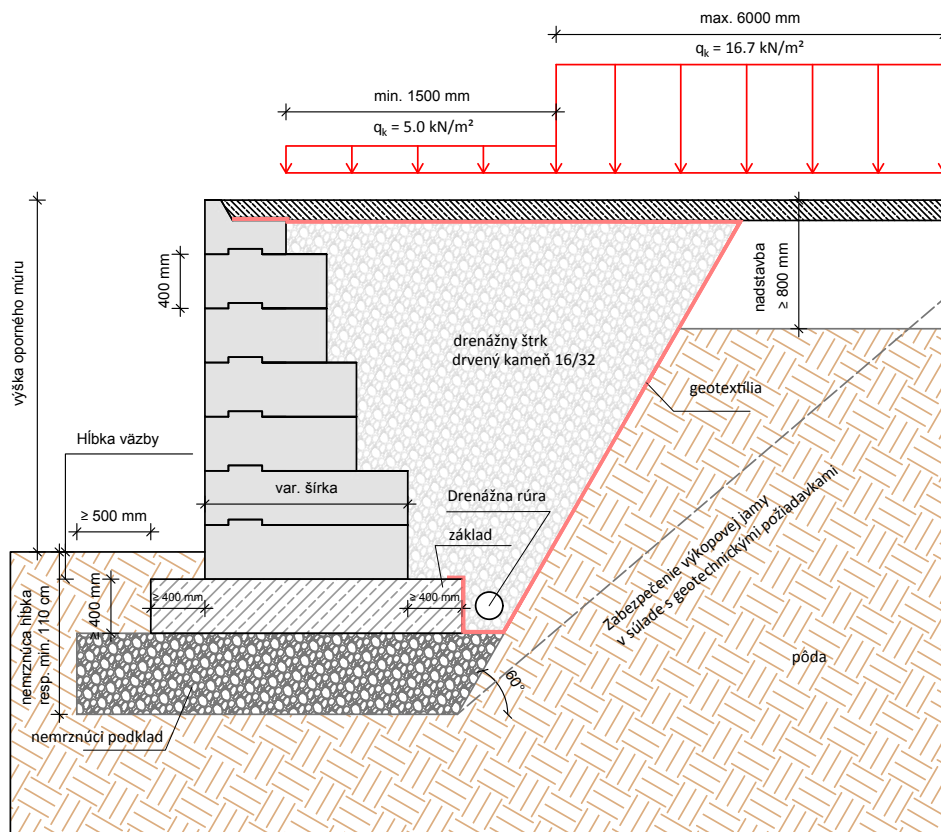 max. 6000 mm
qk = 16.7 kN/m²
min. 1500 mm
qk = 5.0 kN/m²
výška oporného múru
400 mm
nadstavba
≥ 800 mm
drenážny štrk
drvený kameň 16/32
geotextília
Hĺbka väzby
var. šírka
Drenážna rúra
základ
≥ 500 mm
≥ 400 mm
≥ 400 mm
≥ 400 mm
nemrznúca hĺbka
resp. min. 110 cm
Zabezpečenie výkopovej jamy
v súlade s geotechnickými požiadavkami
60°
pôda
nemrznúci podklad